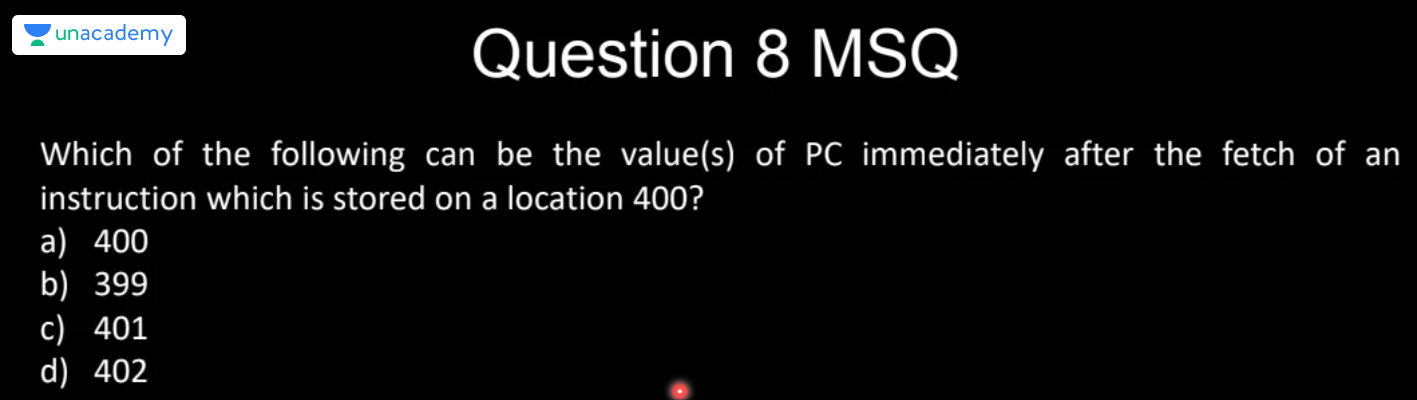 unacademy
Question 8 MSQ
Which of the following can be the value(s) of PC immediately after the fetch of an
instruction which is stored on a location 400?
a) 400
b) 399
c) 401
d) 402